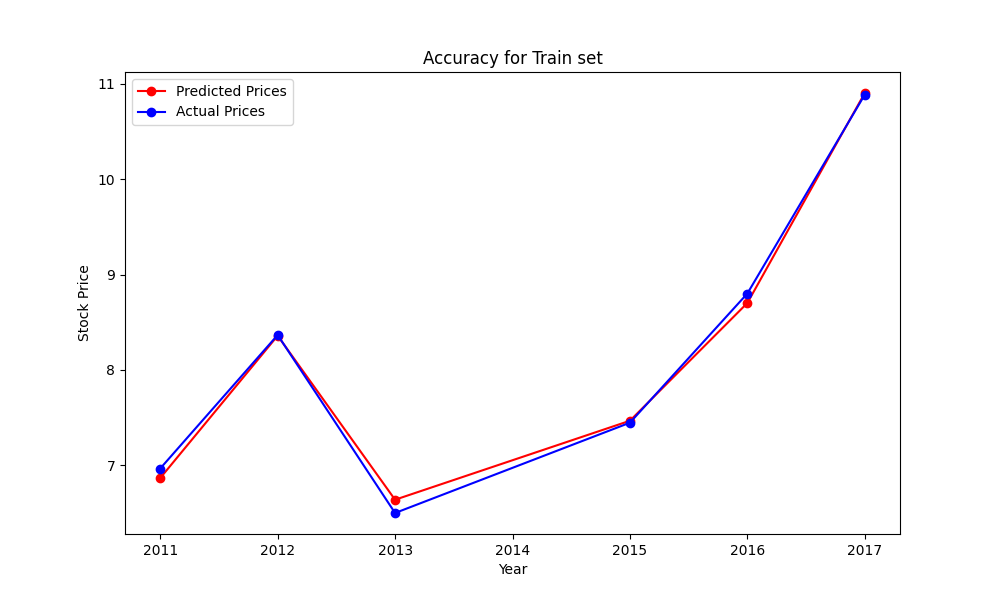 Accuracy for Train set
Predicted Prices
Actual Prices
11
10
9
8
7
Stock Price
2011 2012 2013 2014 2015 2016 2017
Year